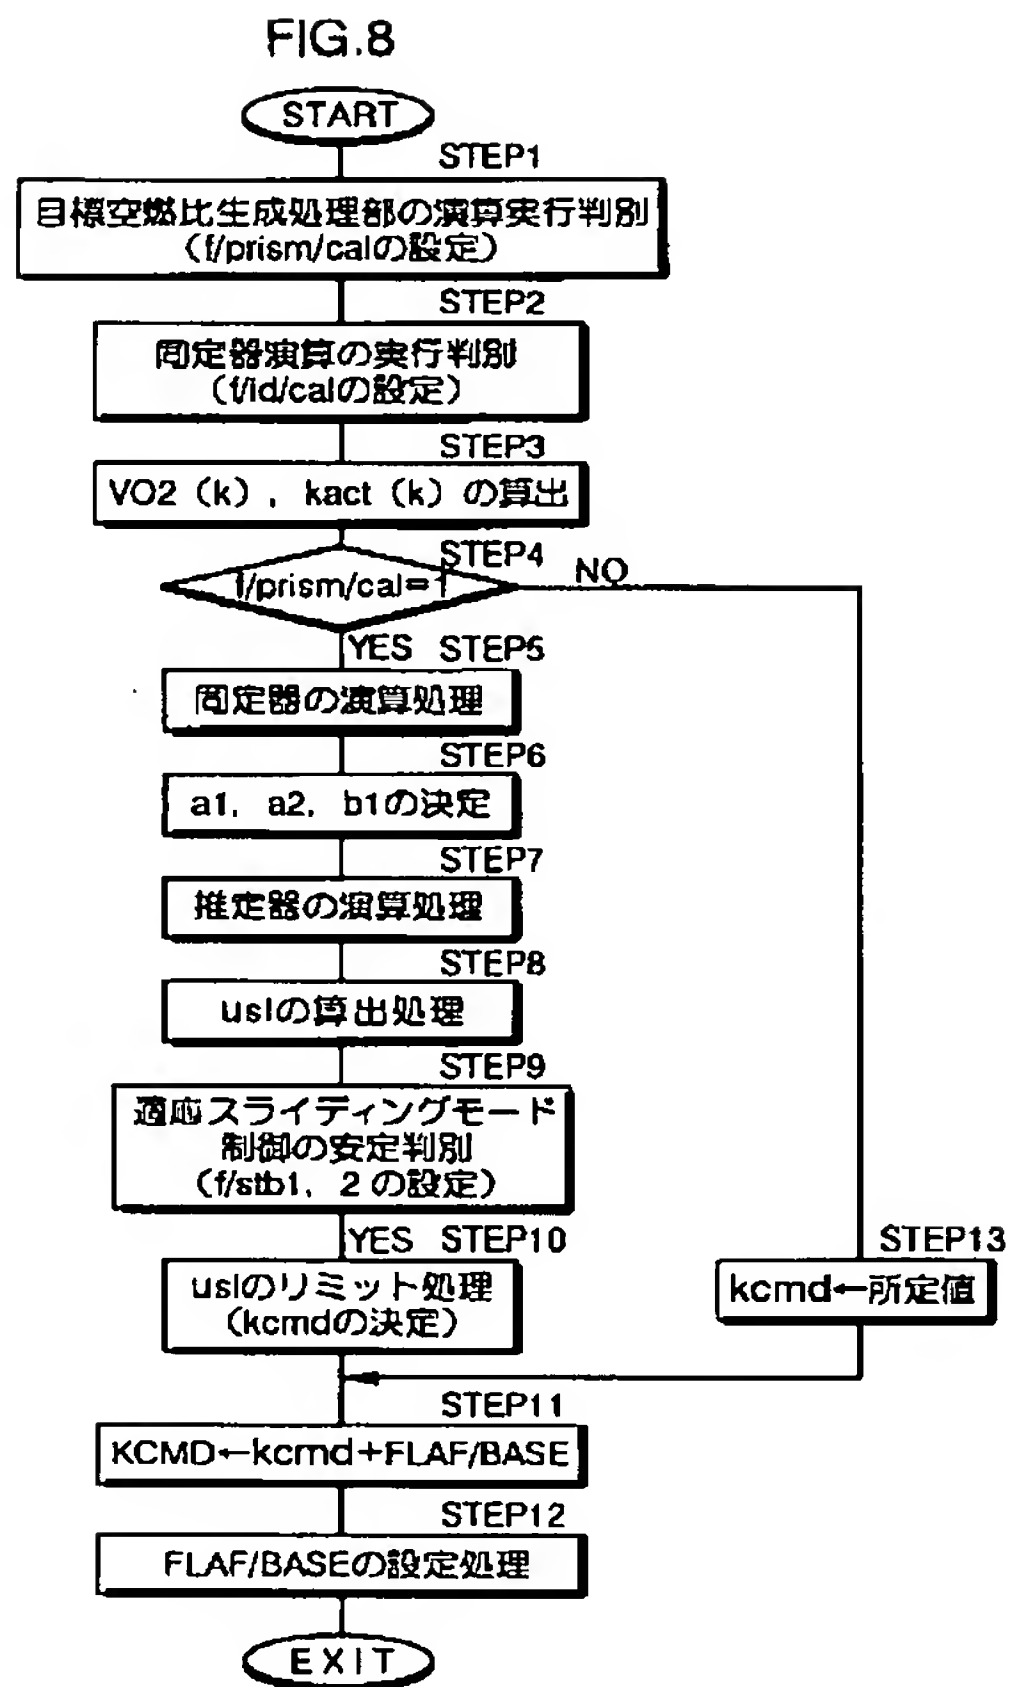 FIG.8
START
STEP1
目標空燃比生成処理部の演算実行判別
(f/prism/calの設定)
STEP2
同定器演算の実行判別
(f/id/calの設定)
STEP3
VO2 (k) , kact (k) の算出
STEP4
f/prism/cal=1
NO
YES STEP5
同定器の演算処理
STEP6
a1, a2, b1の決定
STEP7
推定器の演算処理
STEP8
uslの算出処理
STEP9
適応スライディングモード
制御の安定判別
(f/stb1, 2の設定)
YES STEP10
uslのリミット処理
(kcmdの決定)
STEP13
kcmd←所定値
STEP11
KCMD←kcmd+FLAF/BASE
STEP12
FLAF/BASEの設定処理
EXIT